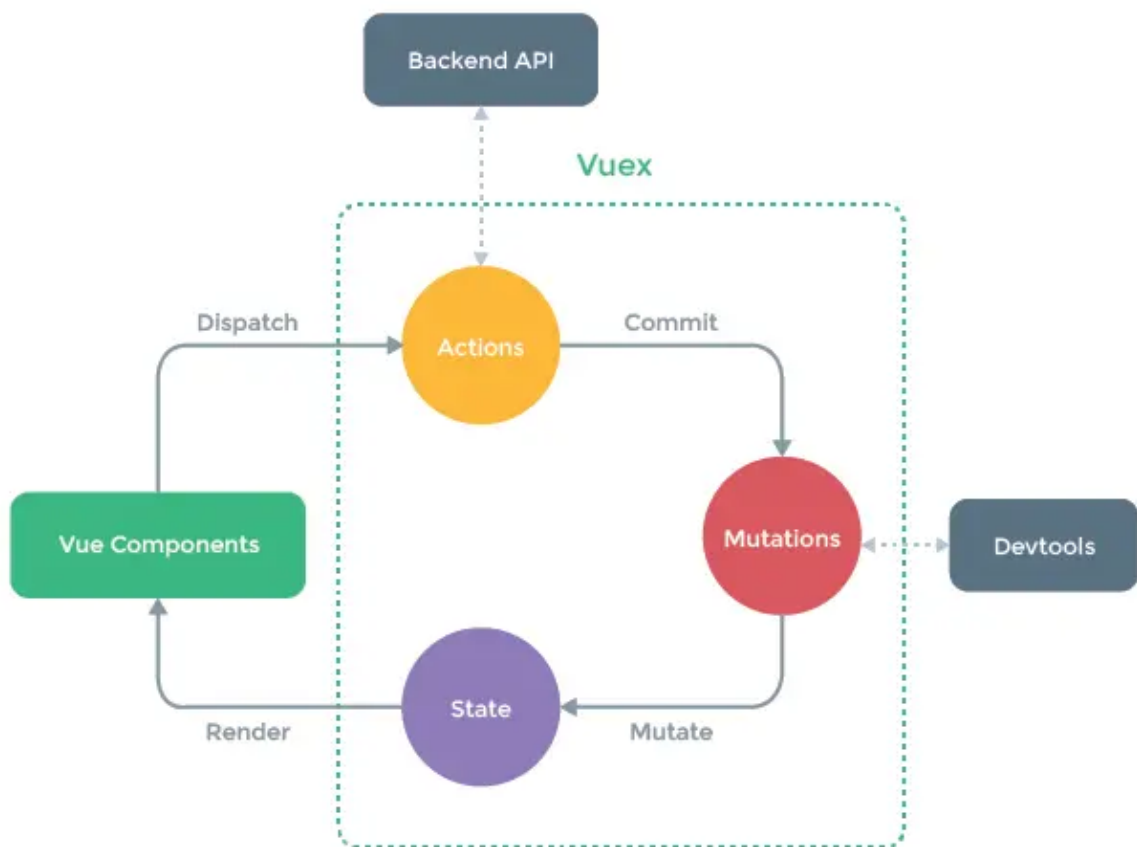 Backend API
Vuex
Dispatch
Actions
Commit
Vue Components
Mutations
Devtools
State
Render
Mutate